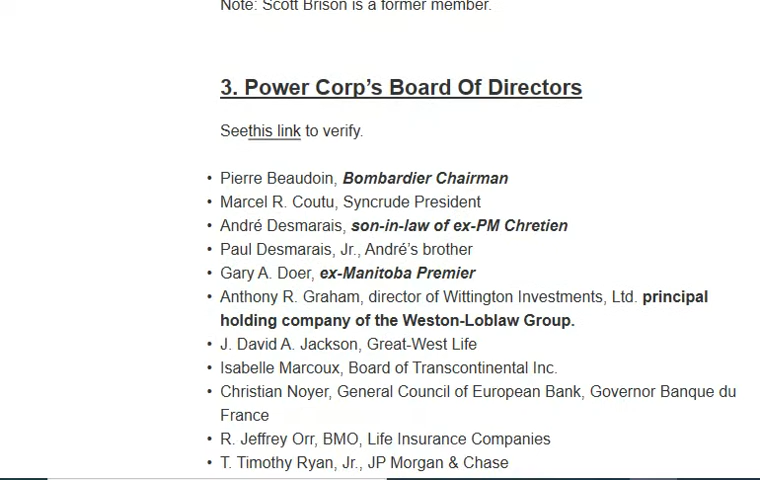 Note: Scott Brison is a former member.
3. Power Corp’s Board Of Directors
Seethis link to verify.
• Pierre Beaudoin, Bombardier Chairman
• Marcel R. Coutu, Syncrude President
• André Desmarais, son-in-law of ex-PM Chretien
• Paul Desmarais, Jr., André’s brother
• Gary A. Doer, ex-Manitoba Premier
• Anthony R. Graham, director of Wittington Investments, Ltd. principal
holding company of the Weston-Loblaw Group.
• J. David A. Jackson, Great-West Life
• Isabelle Marcoux, Board of Transcontinental Inc.
• Christian Noyer, General Council of European Bank, Governor Banque du
France
• R. Jeffrey Orr, BMO, Life Insurance Companies
• T. Timothy Ryan, Jr., JP Morgan & Chase